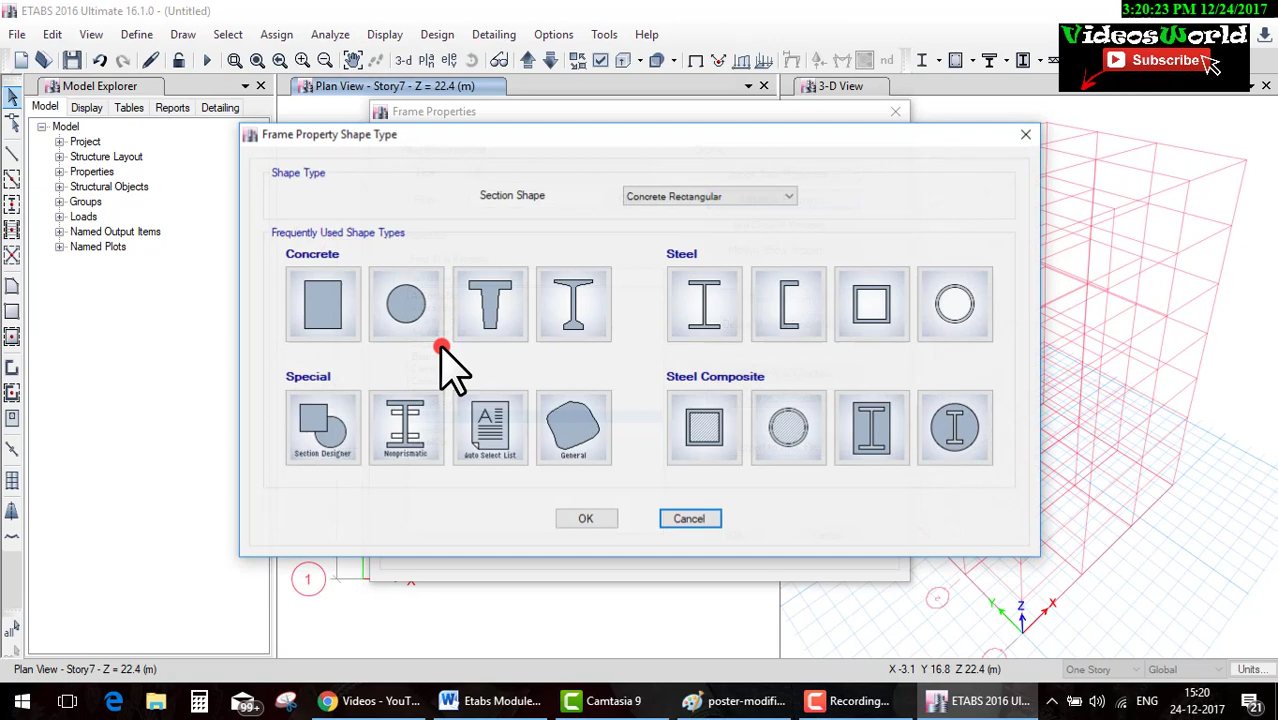 3:20:23 PM 12/24/2017
ETABS 2016 Ultimate 16.1.0 - (Untitled)
VideosWorld
Subscribe
File Edit View Define Draw Select Assign Analyze Display Design Detailing Options Tools Help
nd
Model Explorer
Plan View - Story7 - Z = 22.4 (m)
3-D View
Model Display Tables Reports Detailing
Frame Properties
Frame Property Shape Type
Model
Project
Structure Layout
Properties
Structural Objects
Groups
Loads
Named Output Items
Named Plots
Shape Type
Section Shape
Concrete Rectangular
Frequently Used Shape Types
Concrete
Steel
Special
Steel Composite
Section Designer
Nonprismatic
Auto Select List
General
OK
Cancel
1
X
Y
Z
X
all
Plan View - Story7 - Z = 22.4 (m)
X -3.1 Y 16.8 Z 22.4 (m)
One Story
Global
Units...
99+
Videos - YouT...
Etabs Module...
Camtasia 9
poster-modifi...
Recording...
ETABS 2016 Ul...
ENG
15:20
24-12-2017
21